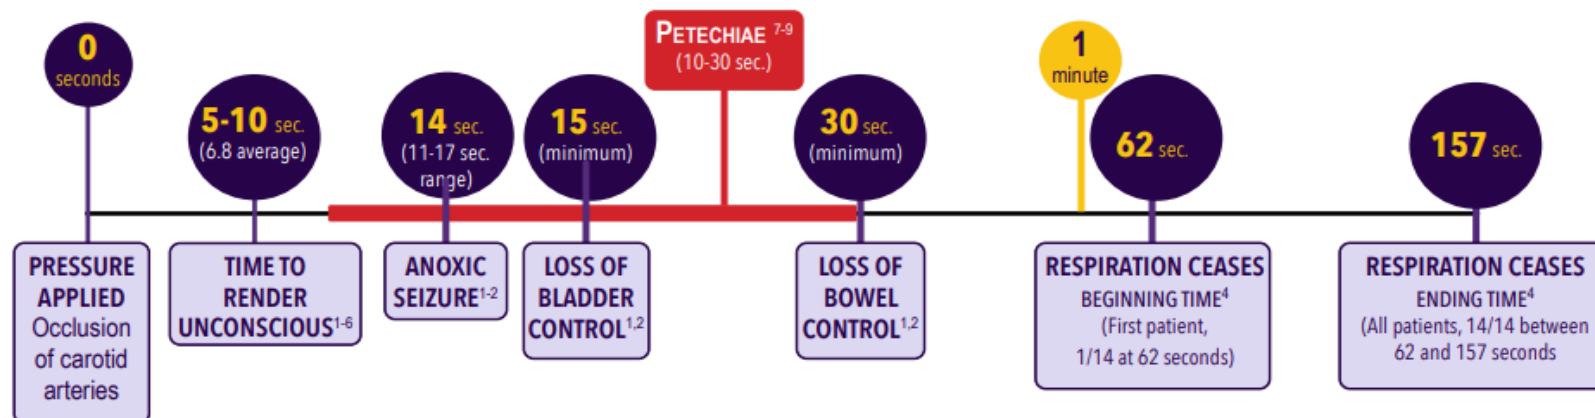 0
seconds
5-10 sec.
(6.8 average)
14 sec.
(11-17 sec.
range)
15 sec.
(minimum)
PETECHIAE 7-9
(10-30 sec.)
30 sec.
(minimum)
1
minute
62 sec.
157 sec.
PRESSURE
APPLIED
Occlusion
of carotid
arteries
TIME TO
RENDER
UNCONSCIOUS1-6
ANOXIC
SEIZURE1-2
LOSS OF
BLADDER
CONTROL1,2
LOSS OF
BOWEL
CONTROL1,2
RESPIRATION CEASES
BEGINNING TIME4
(First patient,
1/14 at 62 seconds)
RESPIRATION CEASES
ENDING TIME4
(All patients, 14/14 between
62 and 157 seconds